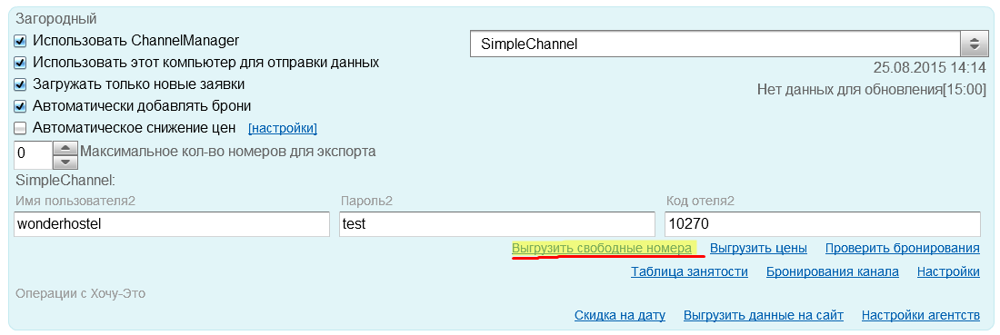 Загородный
Использовать ChannelManager
SimpleChannel
Использовать этот компьютер для отправки данных
25.08.2015 14:14
Загружать только новые заявки
Нет данных для обновления[15:00]
Автоматически добавлять брони
Автоматическое снижение цен [настройки]
0 Максимальное кол-во номеров для экспорта
SimpleChannel:
Имя пользователя2 Пароль2 Код отеля2
wonderhostel test 10270
Выгрузить свободные номера Выгрузить цены Проверить бронирования
Таблица занятости Бронирования канала Настройки
Операции с Хочу-Это
Скидка на дату Выгрузить данные на сайт Настройки агентств